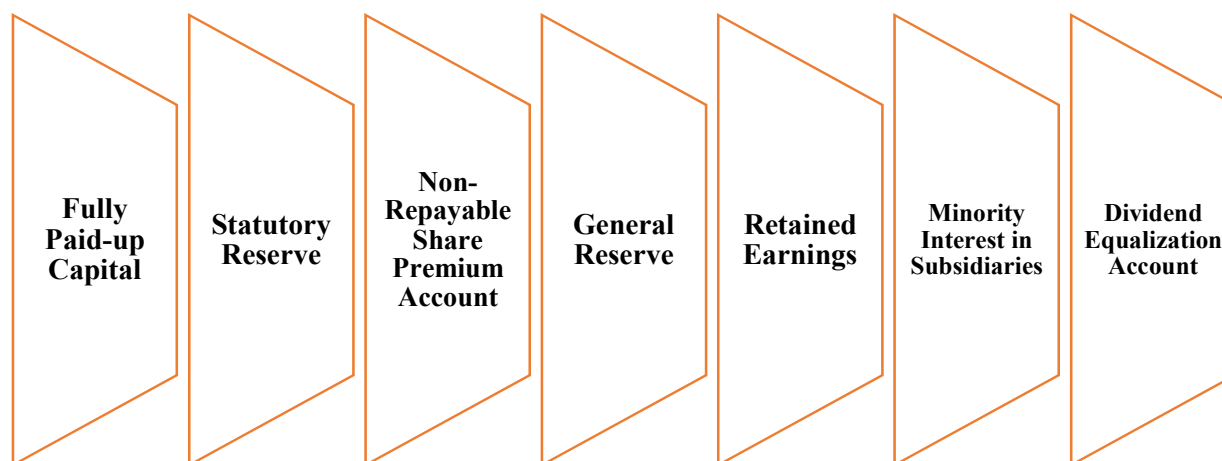 Fully
Paid-up
Capital
Statutory
Reserve
Non-
Repayable
Share
Premium
Account
General
Reserve
Retained
Earnings
Minority
Interest in
Subsidiaries
Dividend
Equalization
Account